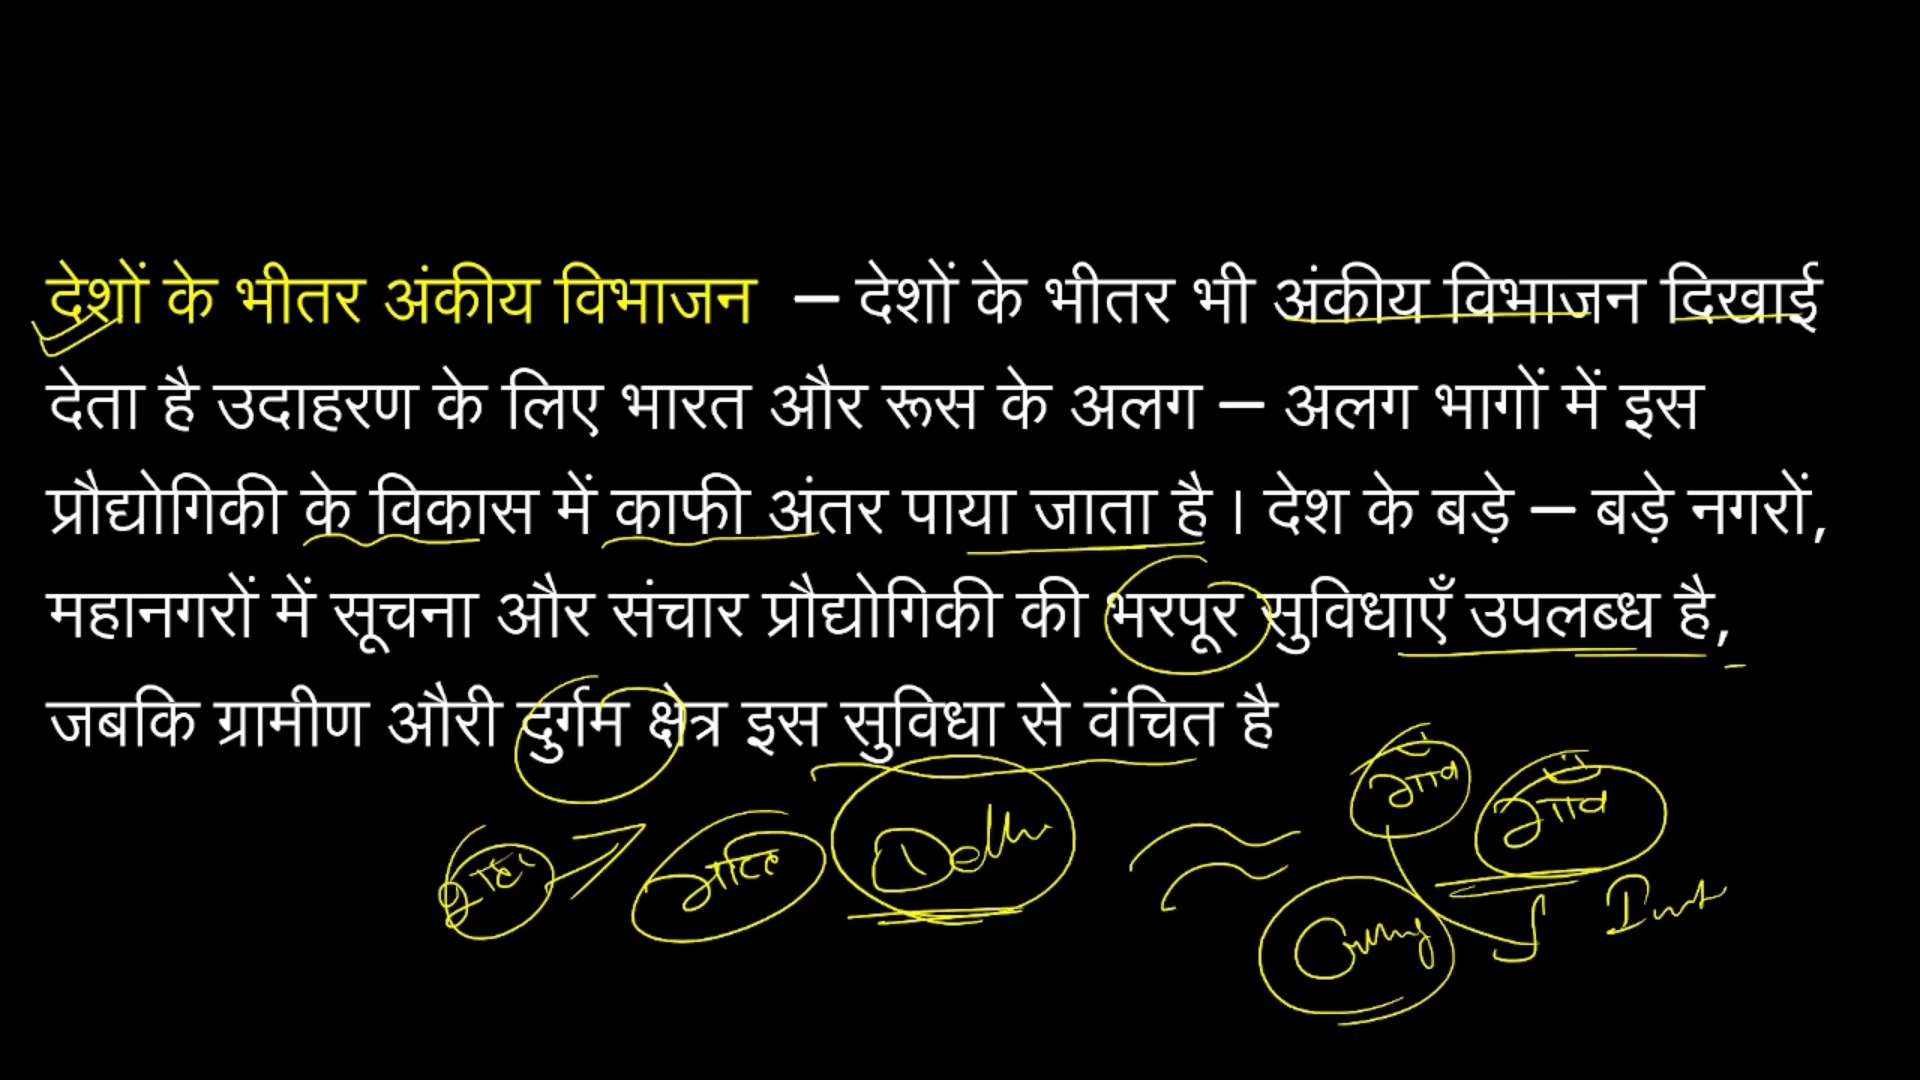 देशों के भीतर अंकीय विभाजन – देशों के भीतर भी अंकीय विभाजन दिखाई
देता है उदाहरण के लिए भारत और रूस के अलग – अलग भागों में इस
प्रौद्योगिकी के विकास में काफी अंतर पाया जाता है । देश के बड़े – बड़े नगरों,
महानगरों में सूचना और संचार प्रौद्योगिकी की भरपूर सुविधाएँ उपलब्ध है,
जबकि ग्रामीण औरी दुर्गम क्षेत्र इस सुविधा से वंचित है
गाँव गाँव
Delhi